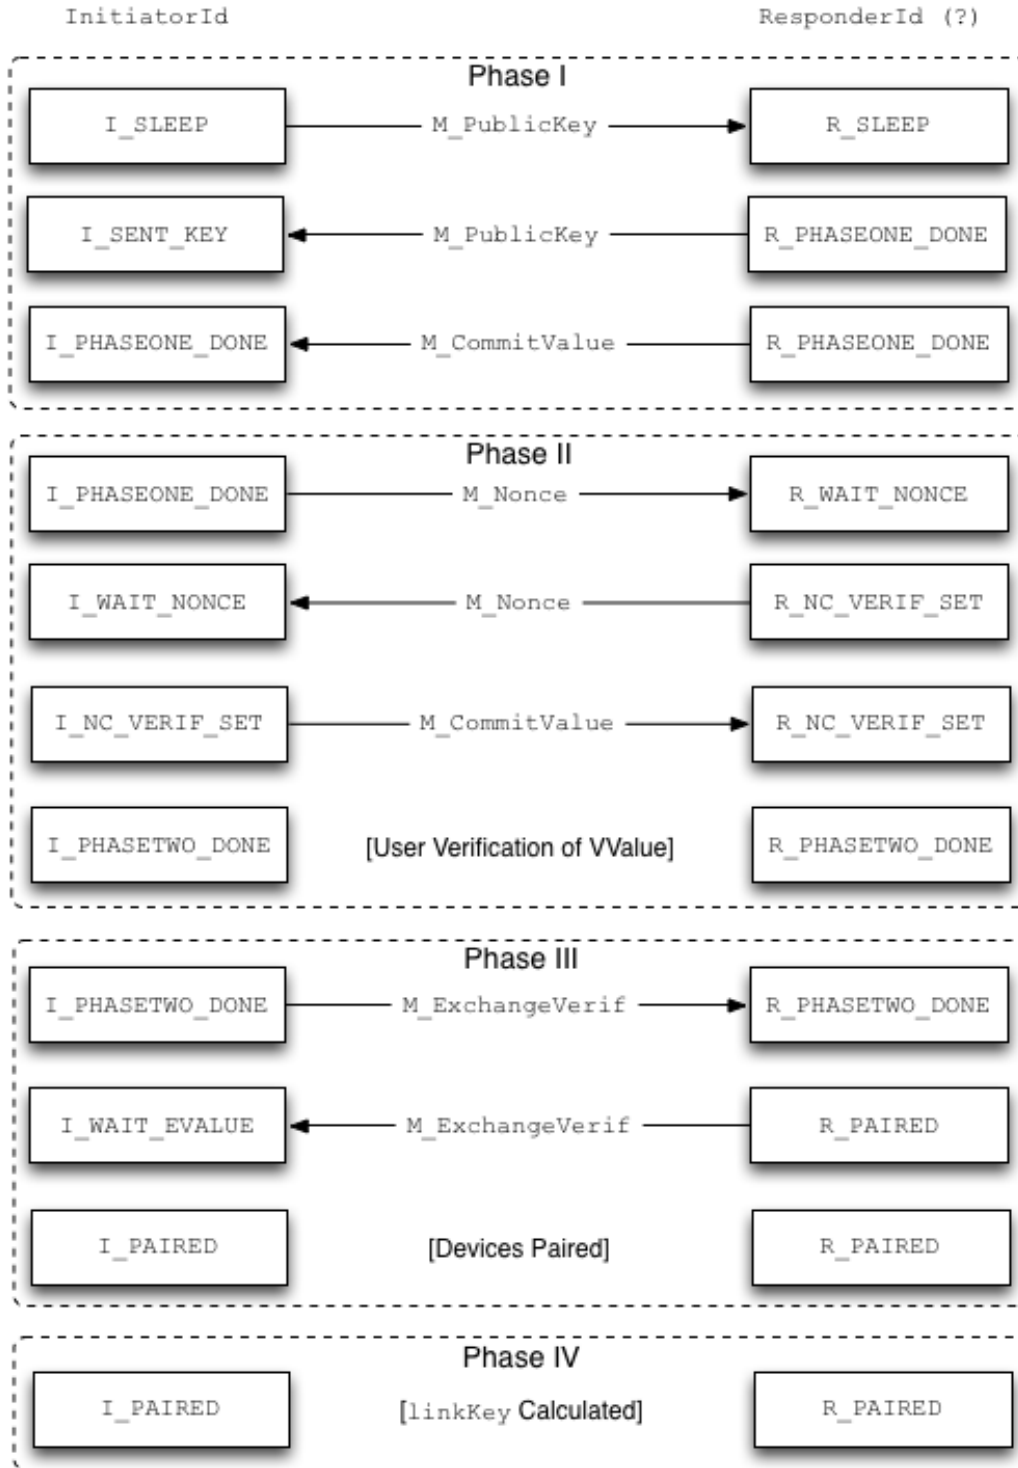 InitiatorId ResponderId (?)
Phase I
I_SLEEP M_PublicKey R_SLEEP
I_SENT_KEY M_PublicKey R_PHASEONE_DONE
I_PHASEONE_DONE M_CommitValue R_PHASEONE_DONE
Phase II
I_PHASEONE_DONE M_Nonce R_WAIT_NONCE
I_WAIT_NONCE M_Nonce R_NC_VERIF_SET
I_NC_VERIF_SET M_CommitValue R_NC_VERIF_SET
I_PHASETWO_DONE [User Verification of VValue] R_PHASETWO_DONE
Phase III
I_PHASETWO_DONE M_ExchangeVerif R_PHASETWO_DONE
I_WAIT_EVALUE M_ExchangeVerif R_PAIRED
I_PAIRED [Devices Paired] R_PAIRED
Phase IV
I_PAIRED [linkKey Calculated] R_PAIRED